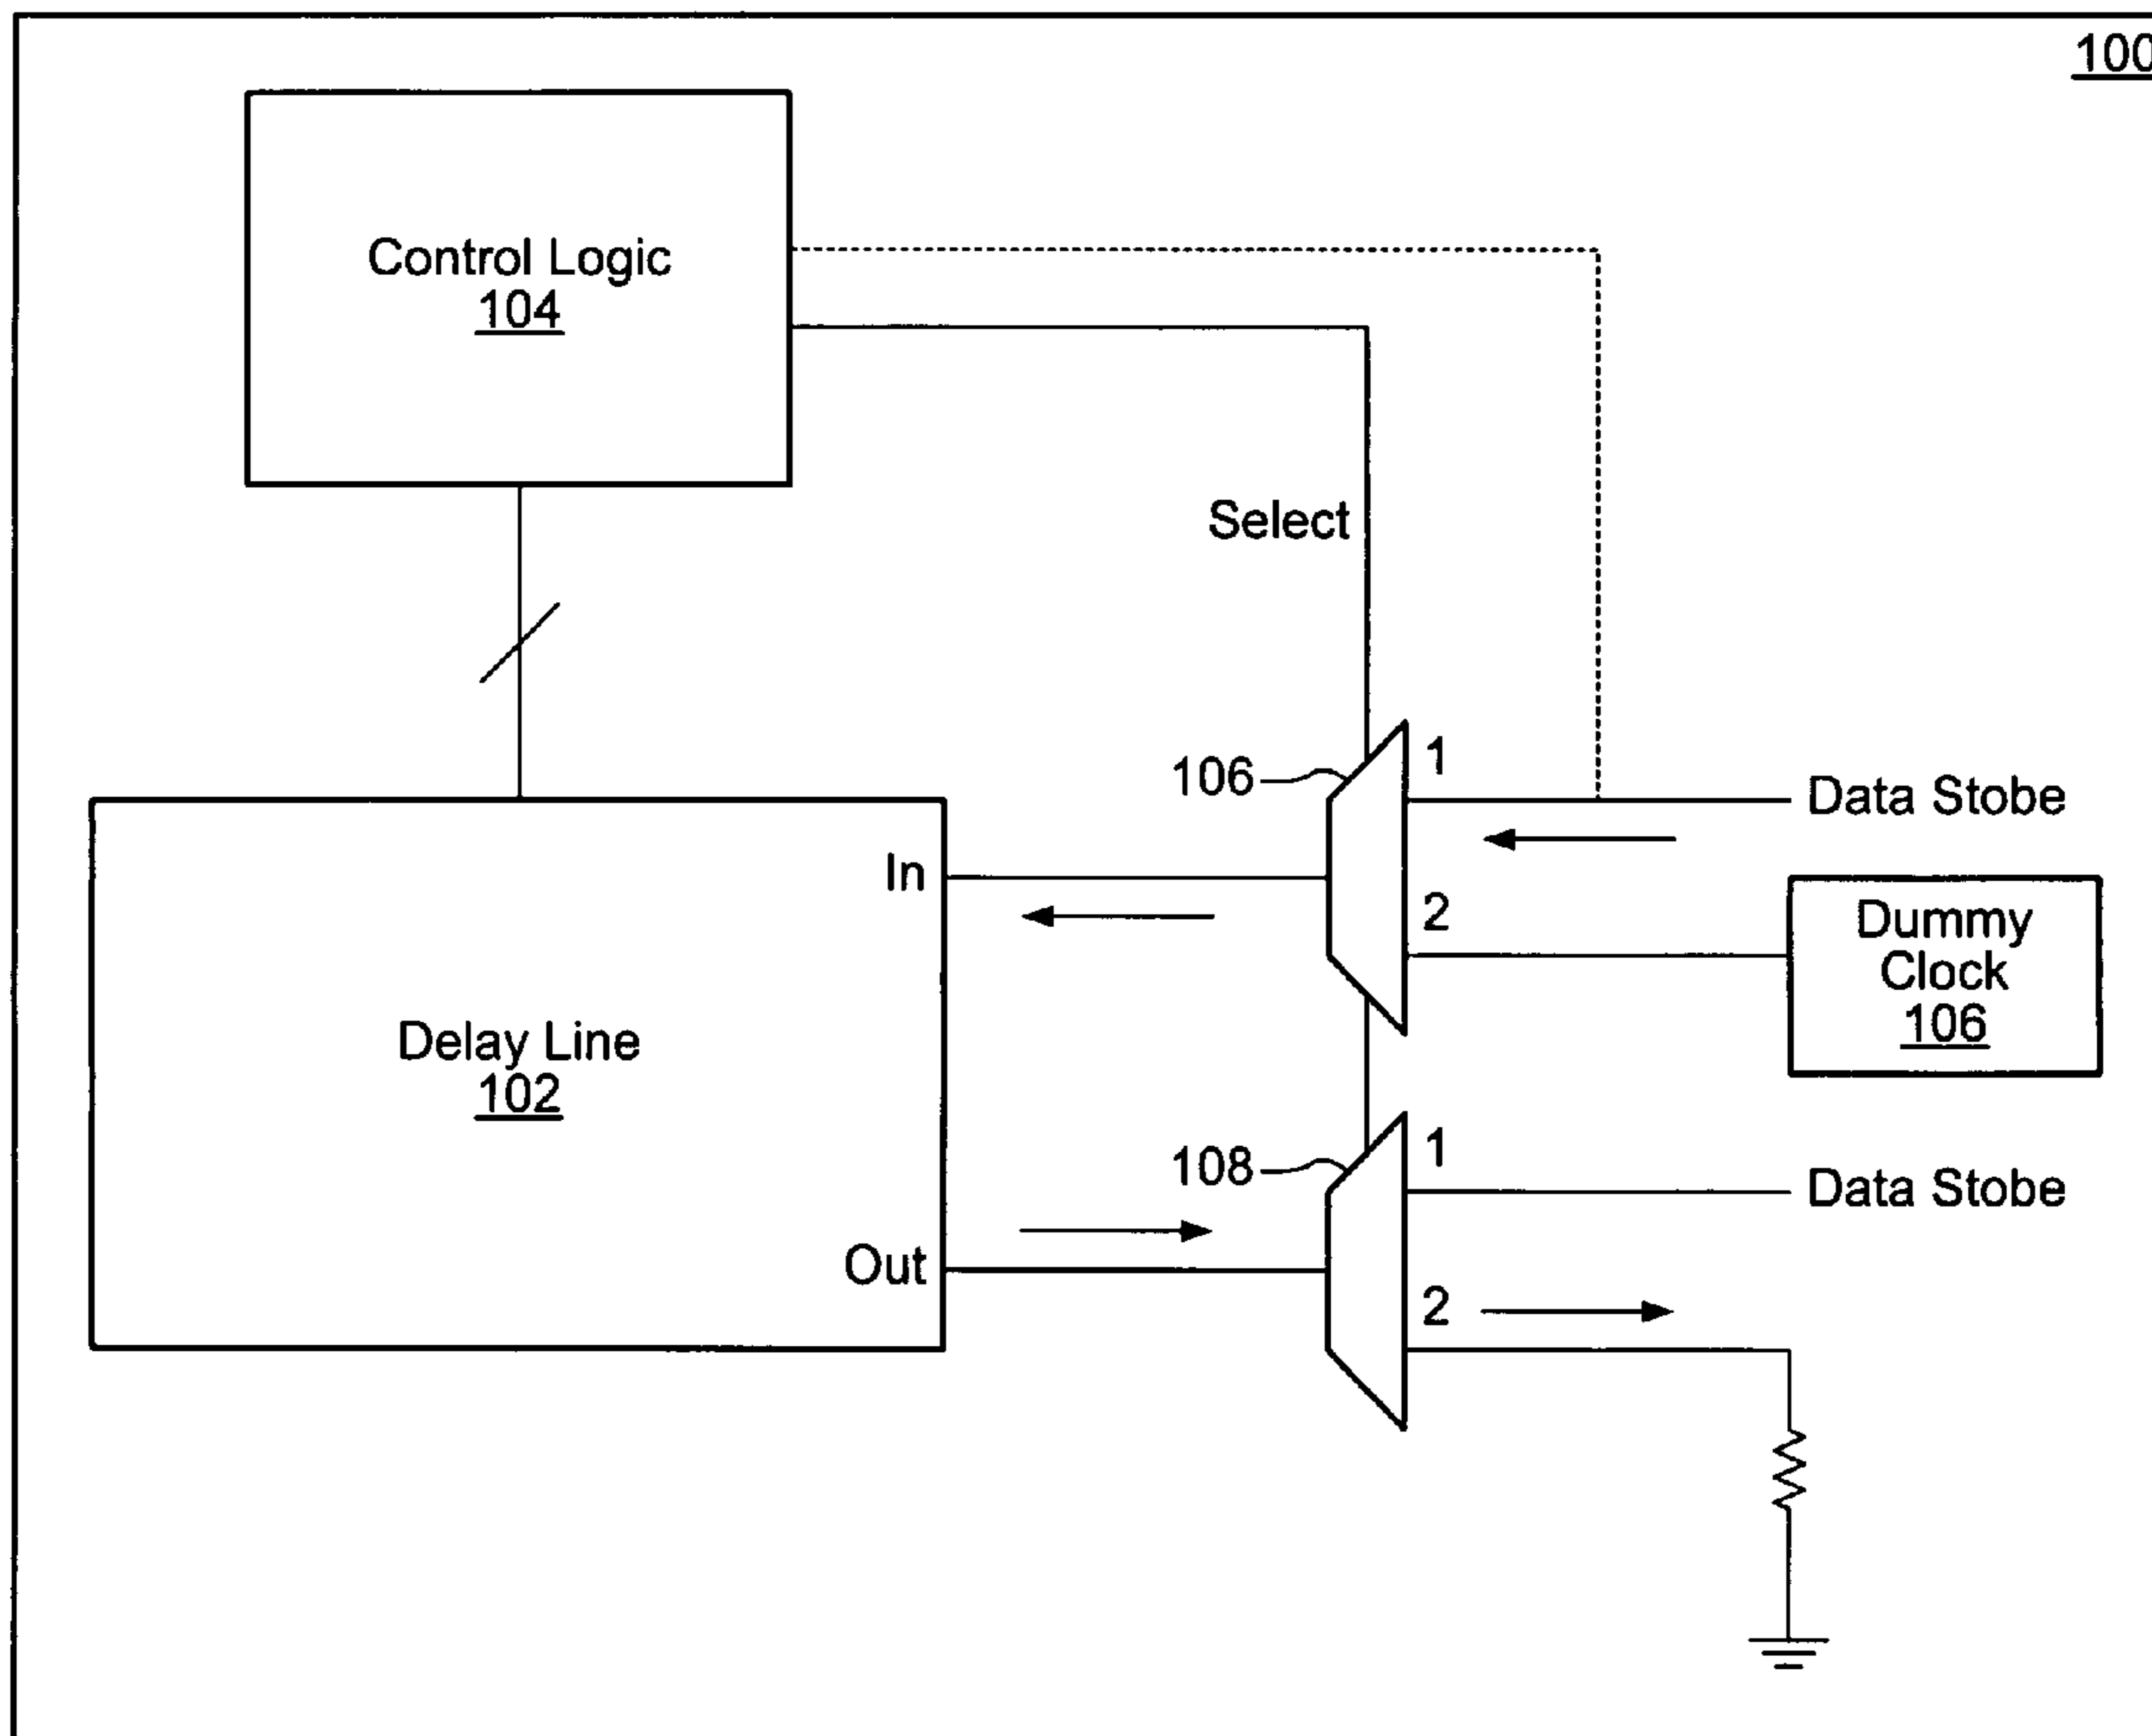 100
Control Logic
104
Select
106
1
Data Stobe
In
2
Dummy
Clock
106
Delay Line
102
108
1
Data Stobe
Out
2